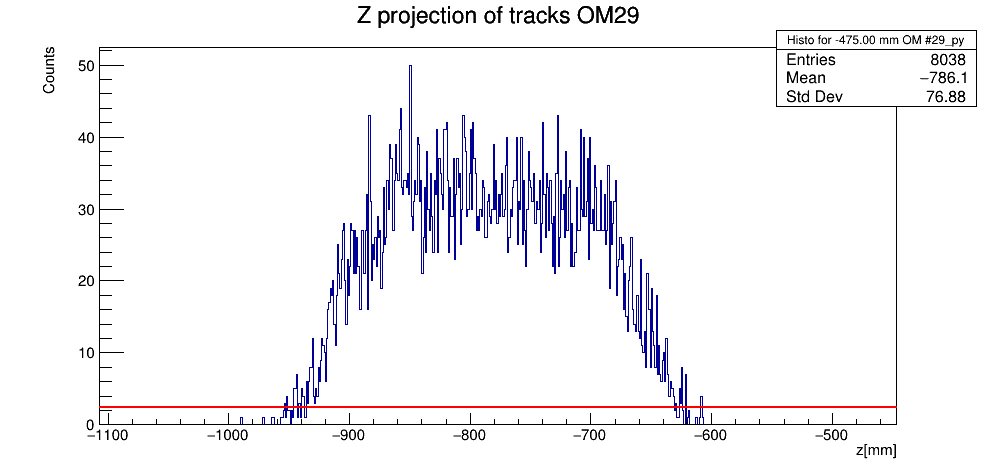 Z projection of tracks OM29
Histo for -475.00 mm OM #29_py
Entries 8038
Mean −786.1
Std Dev 76.88
Counts
50
40
30
20
10
0
−1100 −1000 −900 −800 −700 −600 −500
z[mm]